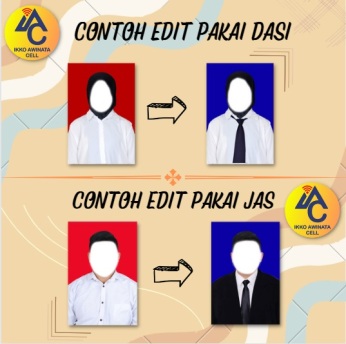 IKKO AWINATA
CELL
CONTOH EDIT PAKAI DASI
CONTOH EDIT PAKAI JAS
IKKO AWINATA
CELL